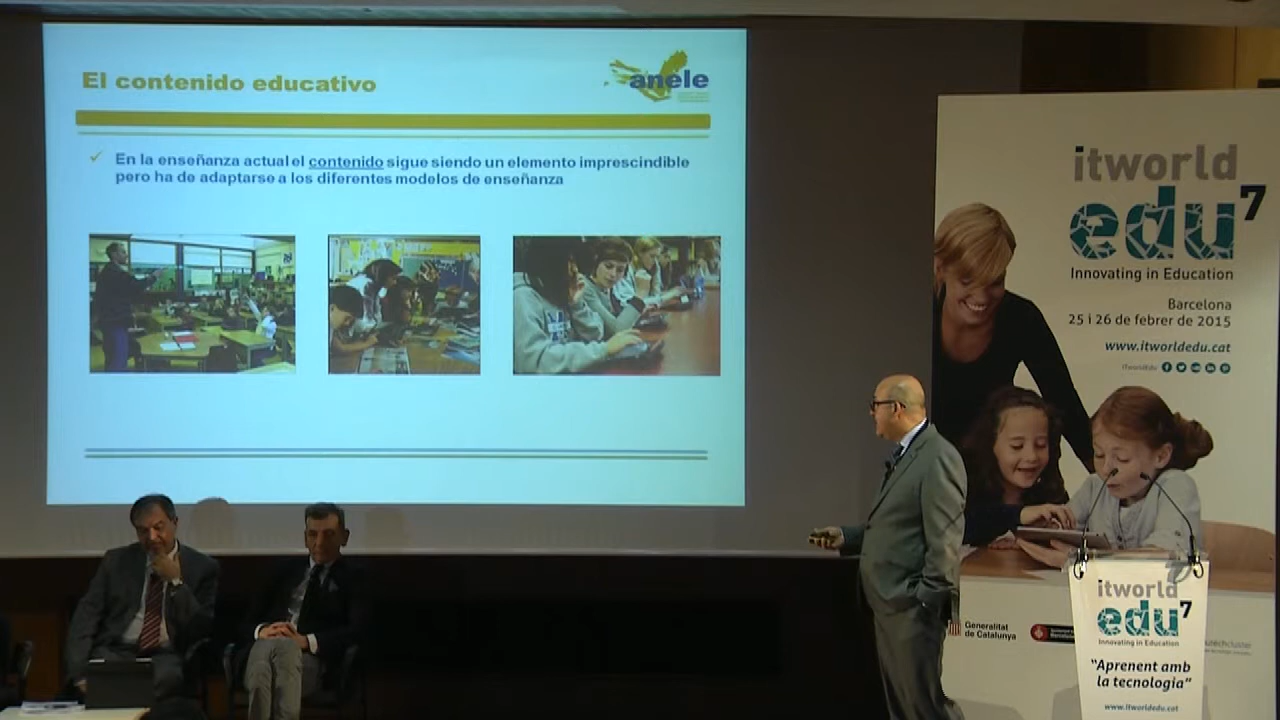 El contenido educativo
anele
✓ En la enseñanza actual el contenido sigue siendo un elemento imprescindible
pero ha de adaptarse a los diferentes modelos de enseñanza
itworld
edu7
Innovating in Education
Barcelona
25 i 26 de febrer de 2015
www.itworldedu.cat
ITworldEdu
Generalitat
de Catalunya
itworld
edu7
Innovating in Education
"Aprenent amb
la tecnologia"
www.itworldedu.cat